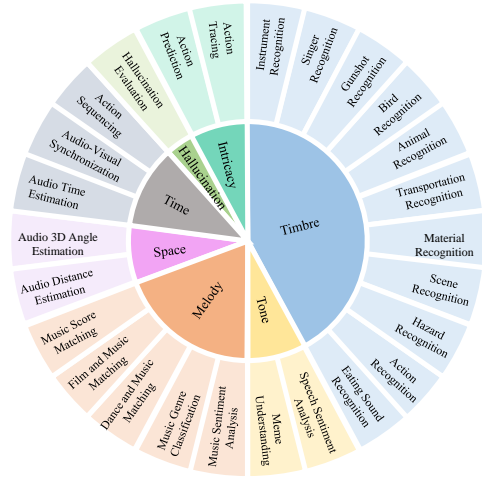 Instrument
Recognition
Singer
Recognition
Gunshot
Recognition
Bird
Recognition
Animal
Recognition
Transportation
Recognition
Material
Recognition
Scene
Recognition
Hazard
Recognition
Action
Recognition
Eating Sound
Recognition
Speech Sentiment
Analysis
Meme
Understanding
Music Sentiment
Analysis
Music Genre
Classification
Dance and Music
Matching
Film and Music
Matching
Music Score
Matching
Audio Distance
Estimation
Audio 3D Angle
Estimation
Audio Time
Estimation
Audio-Visual
Synchronization
Action
Sequencing
Hallucination
Evaluation
Action
Prediction
Action
Tracing
Timbre
Tone
Melody
Space
Time
Hallucination
Intricacy